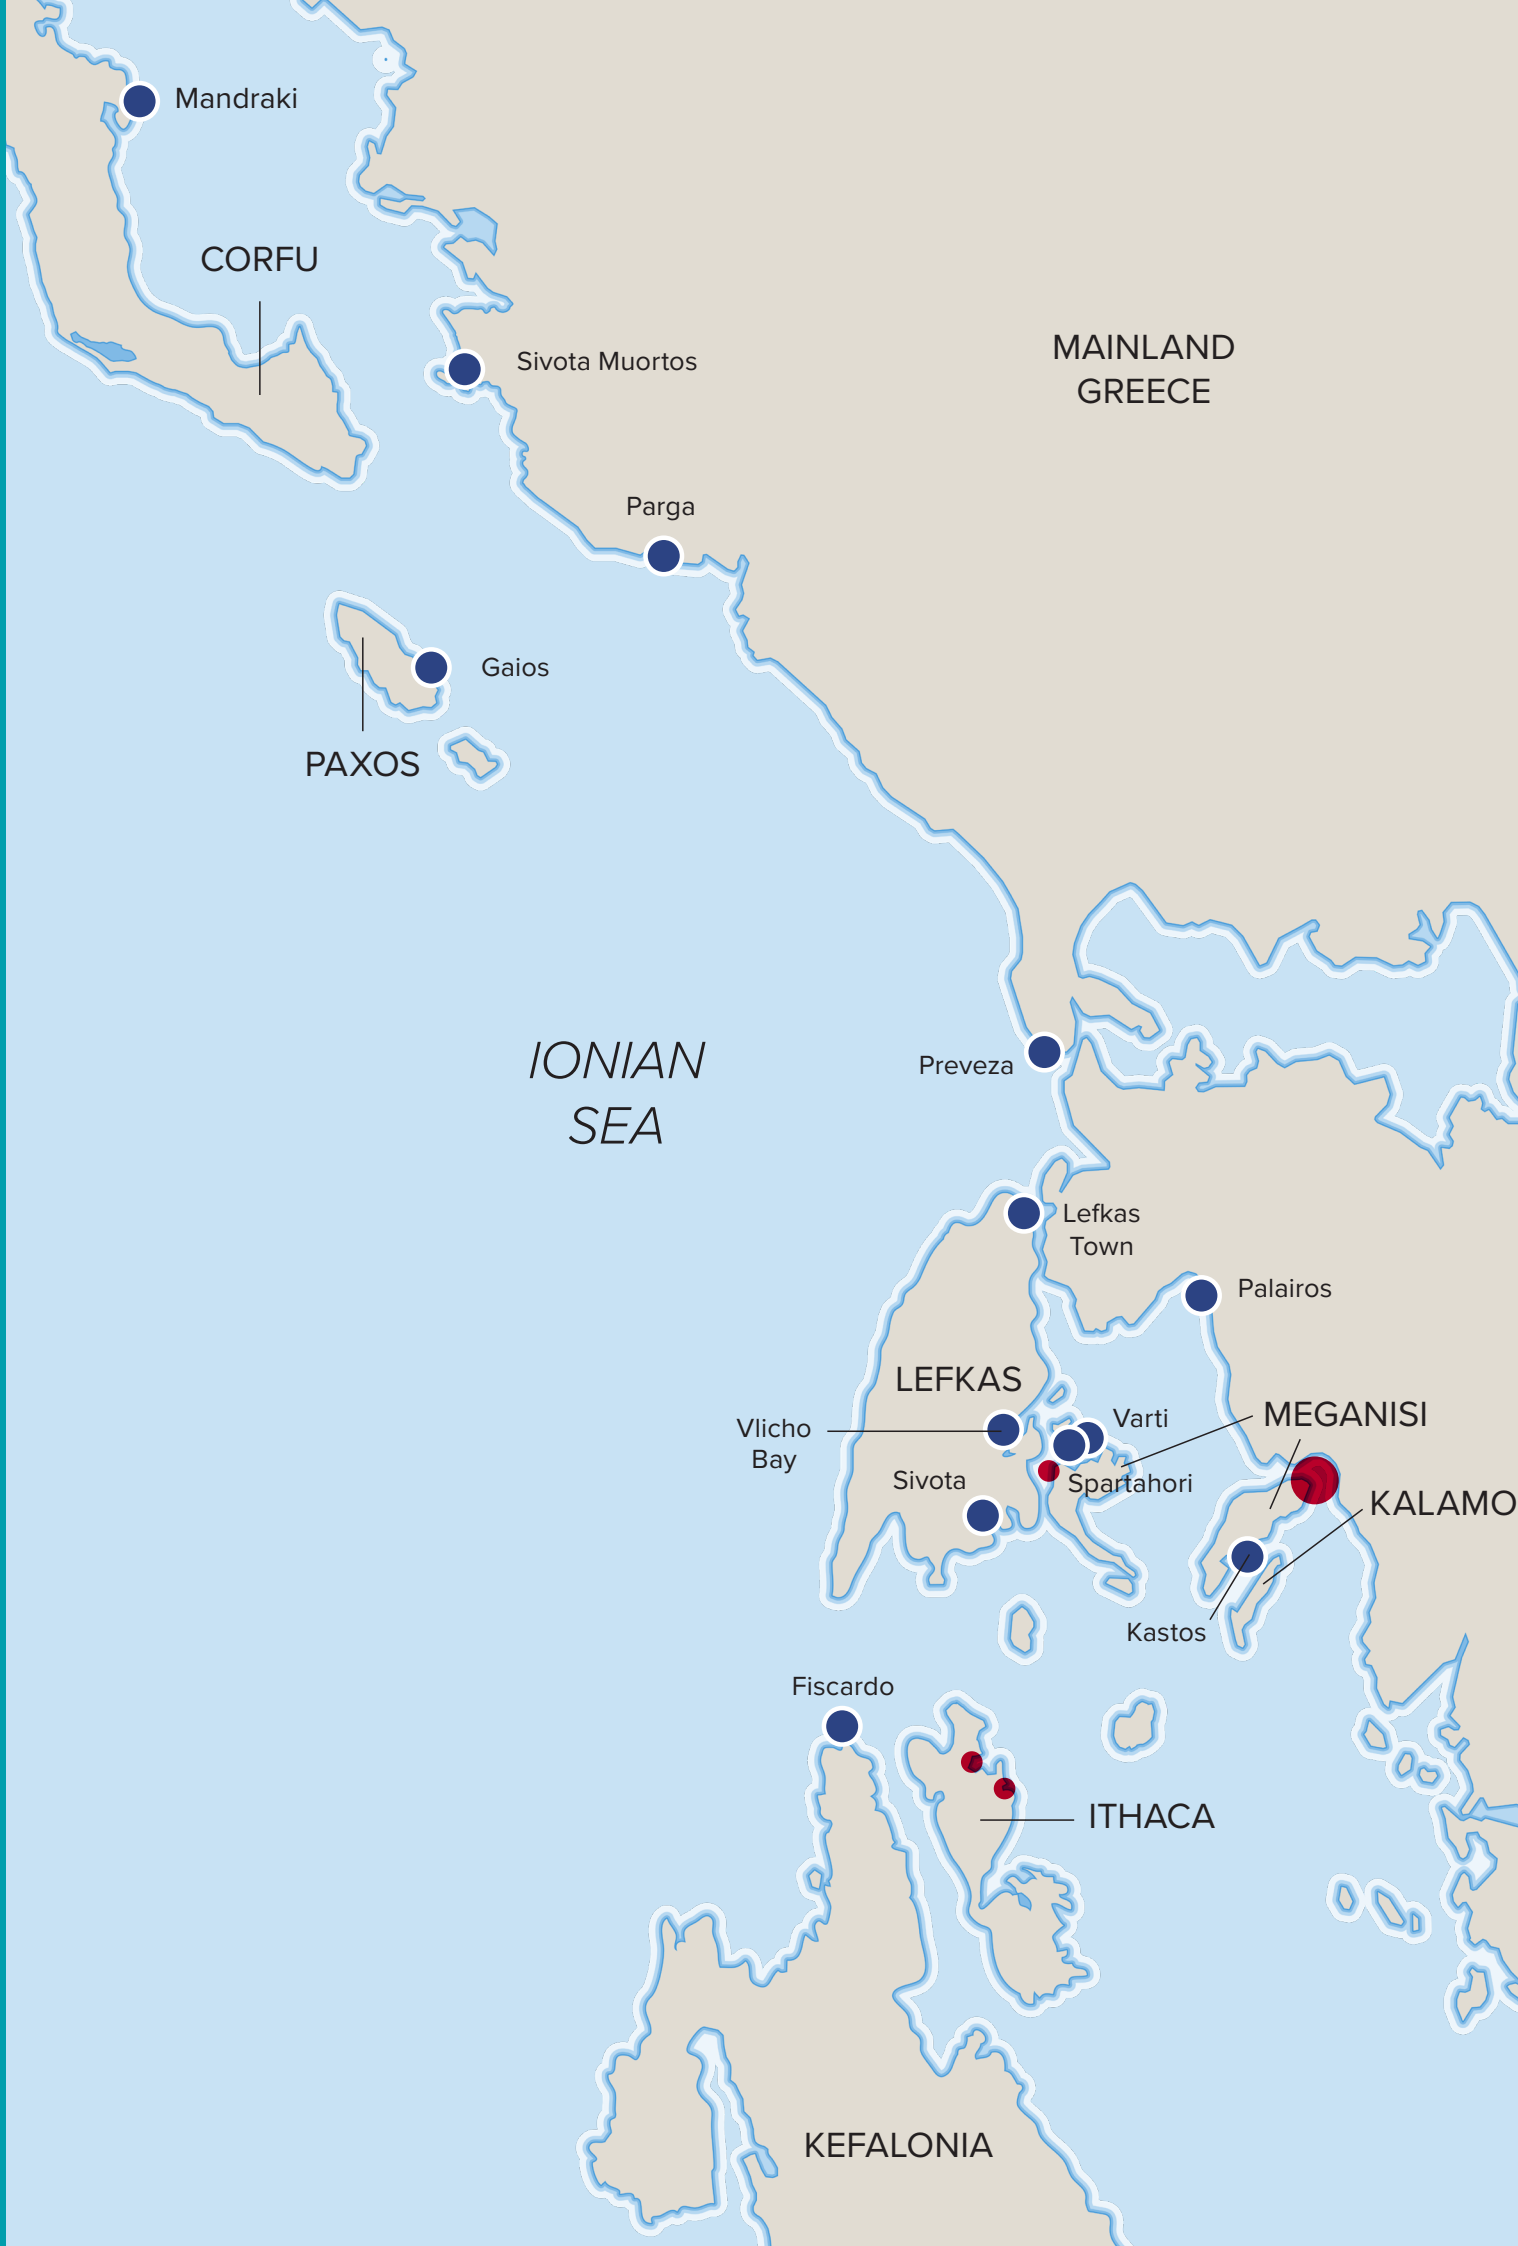 Mandraki
CORFU
MAINLAND
GREECE
Sivota Muortos
Parga
Gaios
PAXOS
IONIAN
SEA
Preveza
Lefkas
Town
Palairos
LEFKAS
MEGANISI
Varti
Vlicho
Bay
Sivota
Spartahori
KALAMO
Kastos
Fiscardo
ITHACA
KEFALONIA